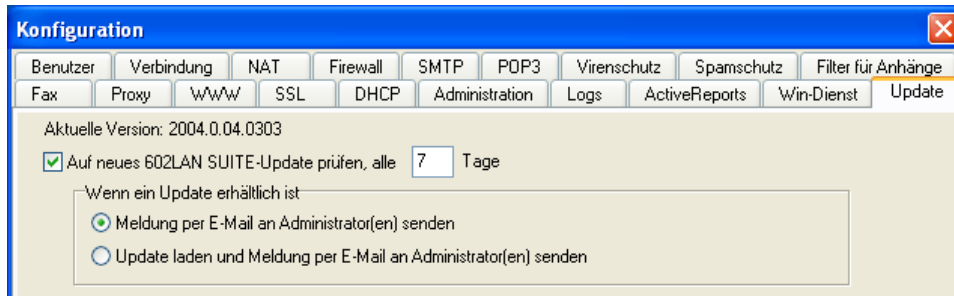 Konfiguration
Benutzer Verbindung NAT Firewall SMTP POP3 Virenschutz Spamschutz Filter für Anhänge
Fax Proxy WWW SSL DHCP Administration Logs ActiveReports Win-Dienst Update
Aktuelle Version: 2004.0.04.0303
Auf neues 602LAN SUITE-Update prüfen, alle 7 Tage
Wenn ein Update erhältlich ist
Meldung per E-Mail an Administrator(en) senden
Update laden und Meldung per E-Mail an Administrator(en) senden